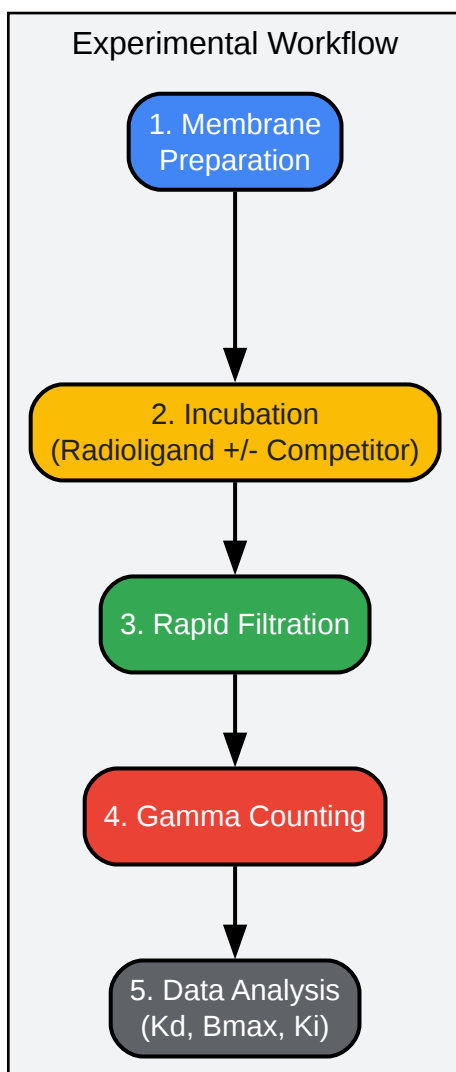 Experimental Workflow
1. Membrane
Preparation
2. Incubation
(Radioligand +/- Competitor)
3. Rapid Filtration
4. Gamma Counting
5. Data Analysis
(Kd, Bmax, Ki)